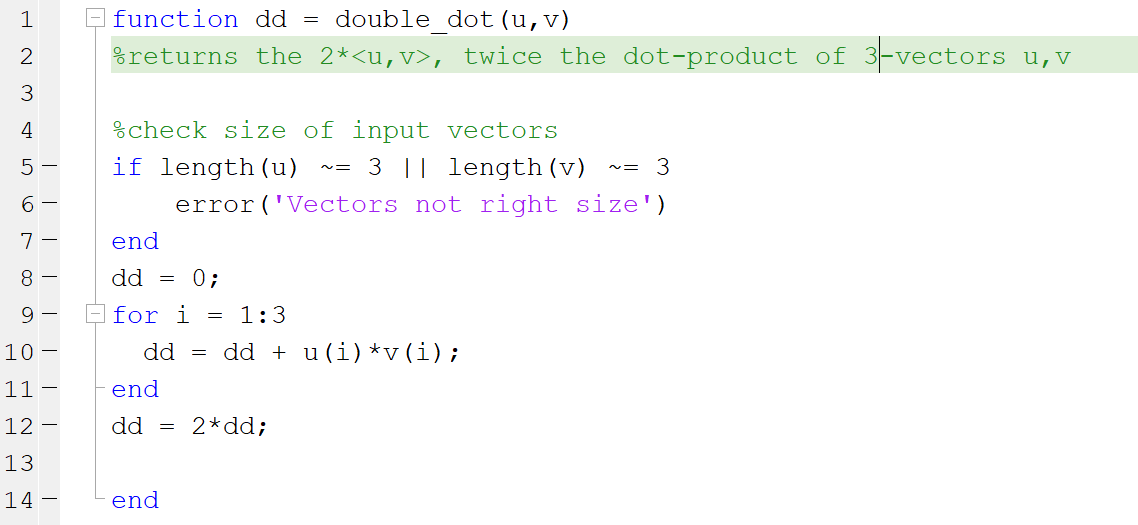 1 function dd = double_dot(u,v)
2 %returns the 2*<u,v>, twice the dot-product of 3-vectors u,v
3
4 %check size of input vectors
5 if length(u) ~= 3 || length(v) ~= 3
6     error('Vectors not right size')
7 end
8 dd = 0;
9 for i = 1:3
10   dd = dd + u(i)*v(i);
11 end
12 dd = 2*dd;
13
14 end